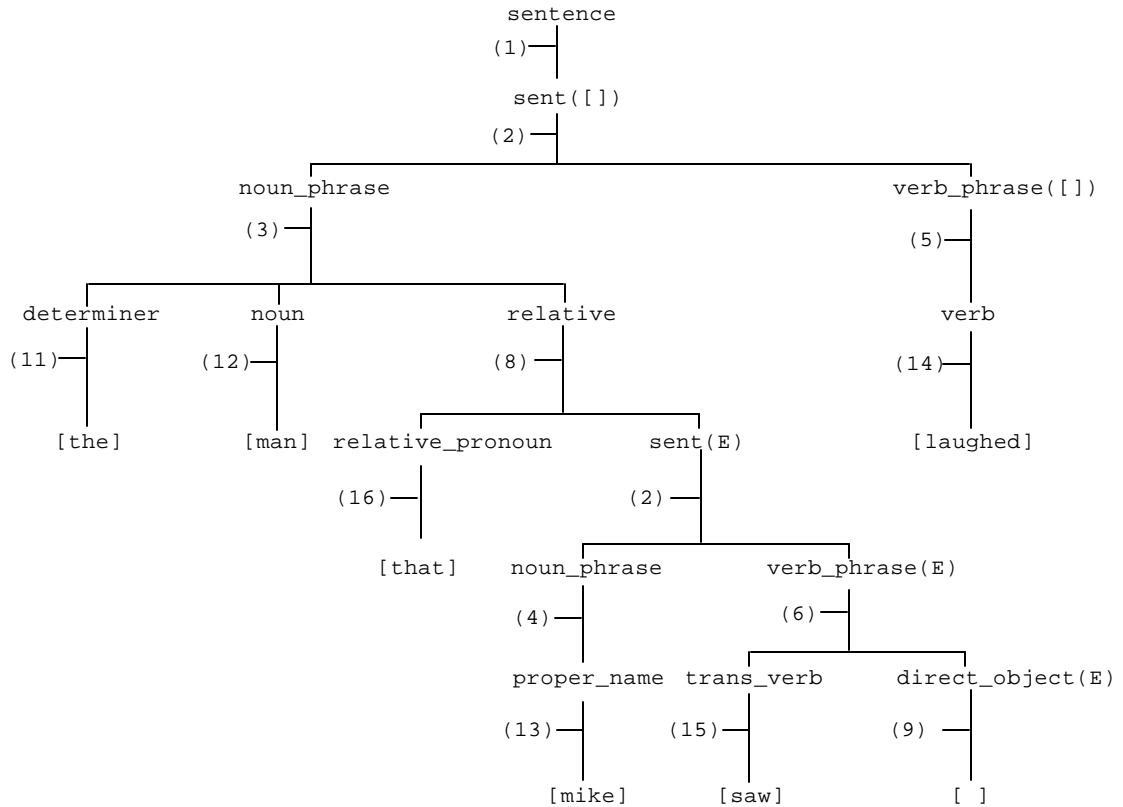 sentence
(1)
sent([])
(2)
noun_phrase verb_phrase([])
(3) (5)
determiner noun relative verb
(11) (12) (8) (14)
[the] [man] relative_pronoun sent(E) [laughed]
(16) (2)
[that] noun_phrase verb_phrase(E)
(4) (6)
proper_name trans_verb direct_object(E)
(13) (15) (9)
[mike] [saw] [ ]